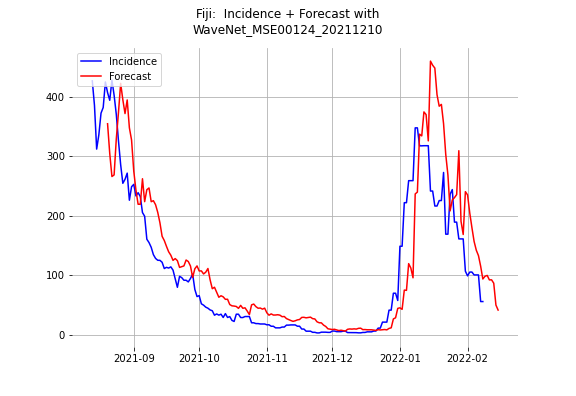 Fiji:  Incidence + Forecast with
WaveNet_MSE00124_20211210
Incidence
Forecast
400
300
200
100
0
2021-09
2021-10
2021-11
2021-12
2022-01
2022-02